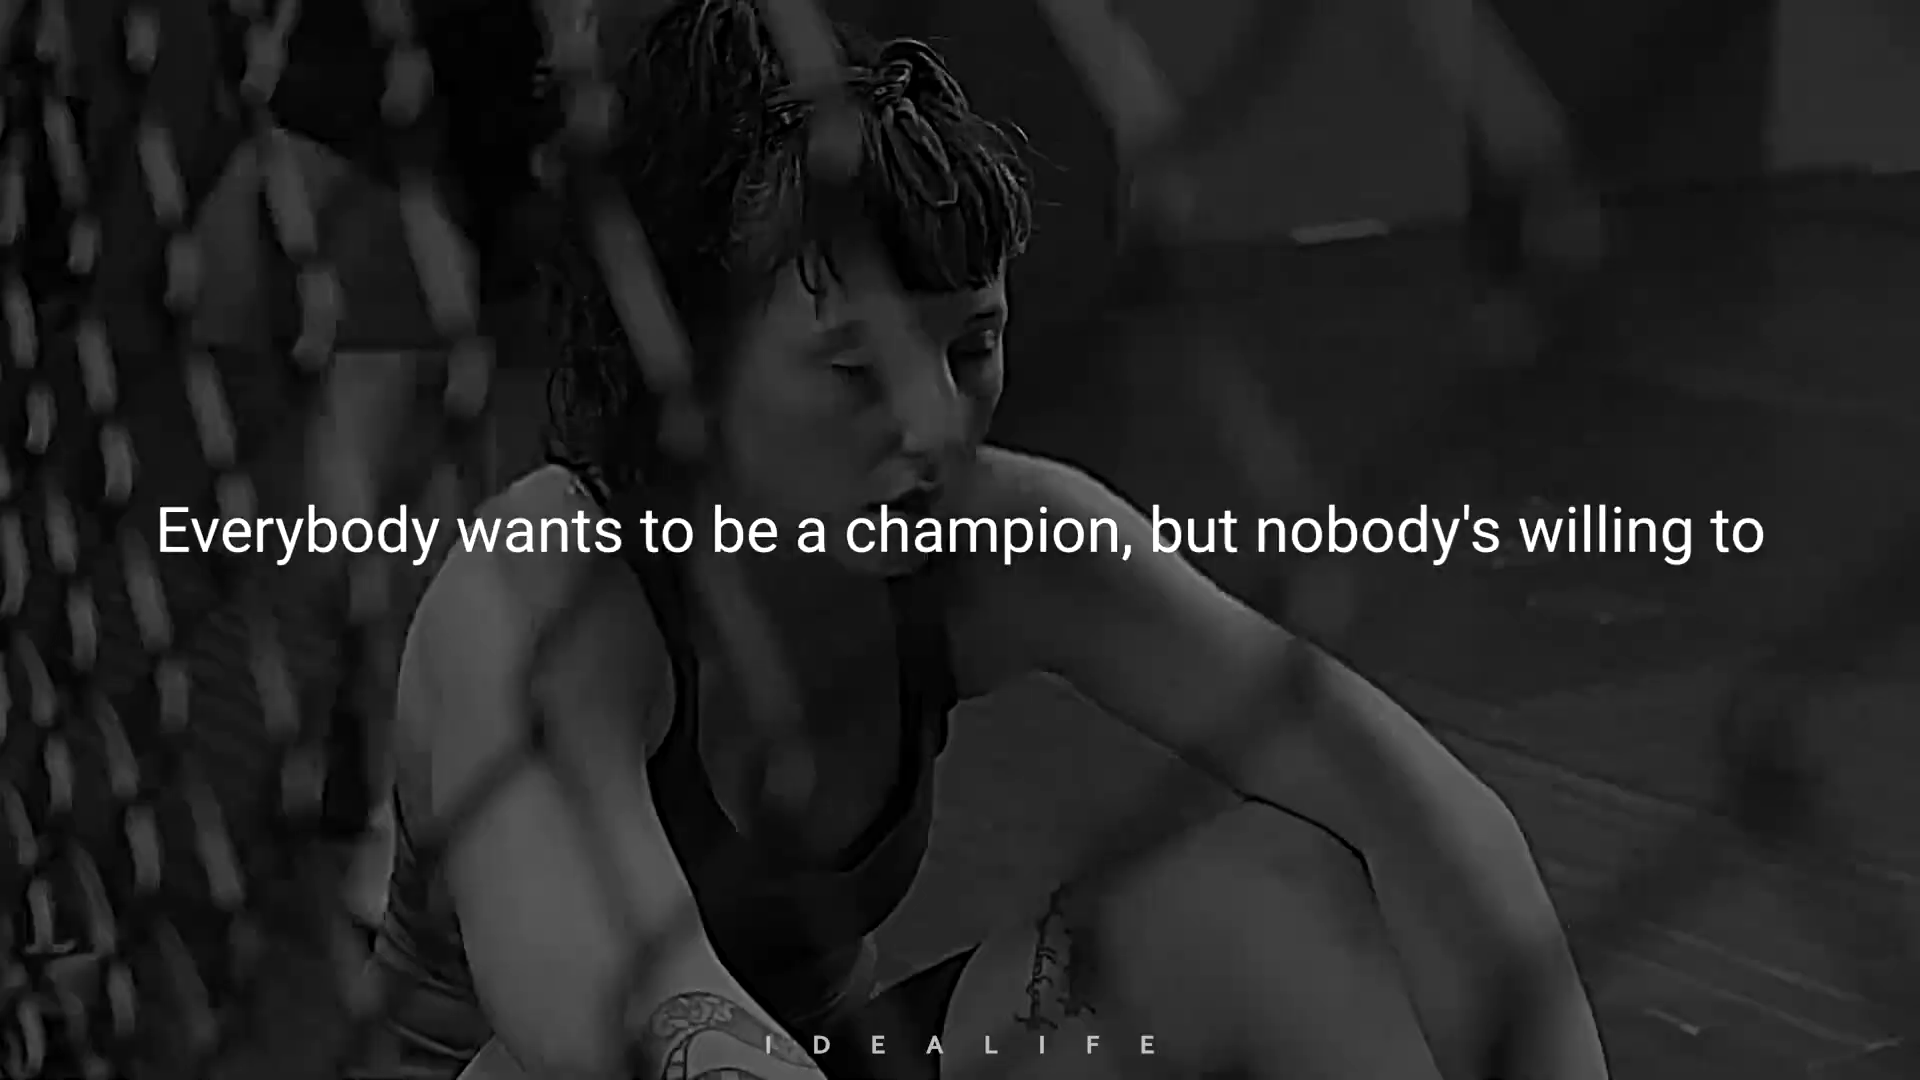 Everybody wants to be a champion, but nobody's willing to
I D E A L I F E